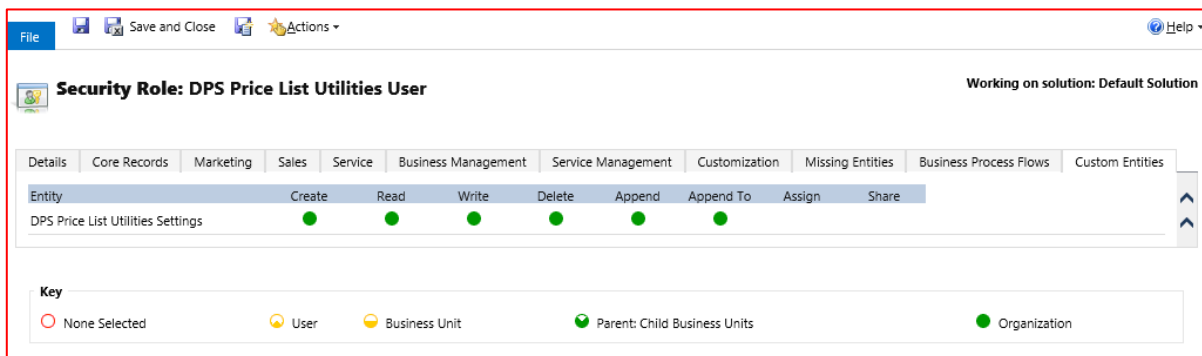 File Save and Close Actions Help
Security Role: DPS Price List Utilities User Working on solution: Default Solution
Details Core Records Marketing Sales Service Business Management Service Management Customization Missing Entities Business Process Flows Custom Entities
Entity Create Read Write Delete Append Append To Assign Share
DPS Price List Utilities Settings
Key
None Selected User Business Unit Parent: Child Business Units Organization